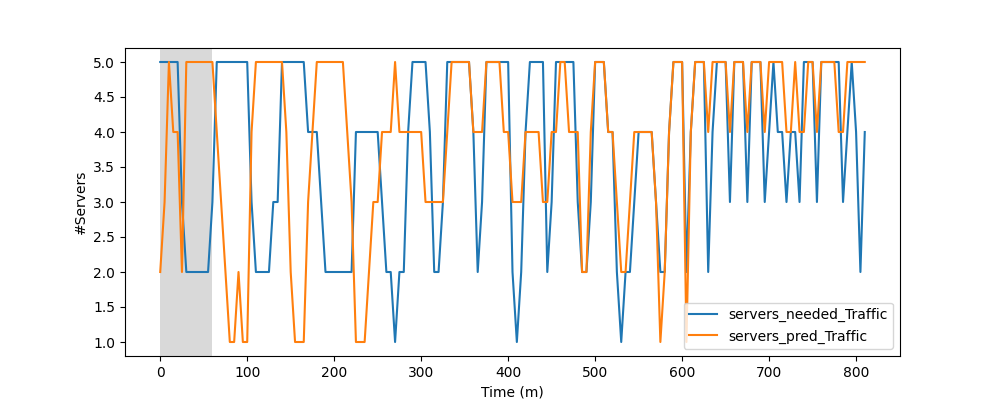 5.0
4.5
4.0
3.5
3.0
2.5
2.0
1.5
1.0
#Servers
0 100 200 300 400 500 600 700 800
Time (m)
servers_needed_Traffic
servers_pred_Traffic